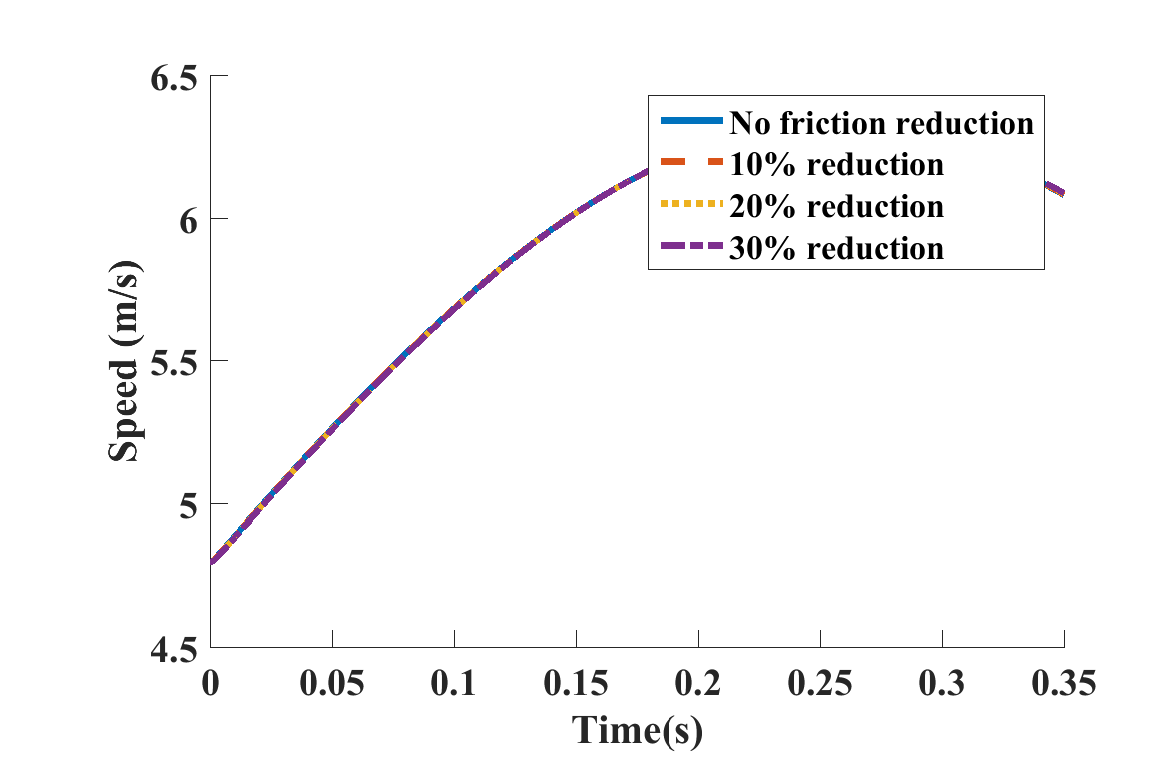 6.5
6
5.5
5
4.5
Speed (m/s)
No friction reduction
10% reduction
20% reduction
30% reduction
0 0.05 0.1 0.15 0.2 0.25 0.3 0.35
Time(s)